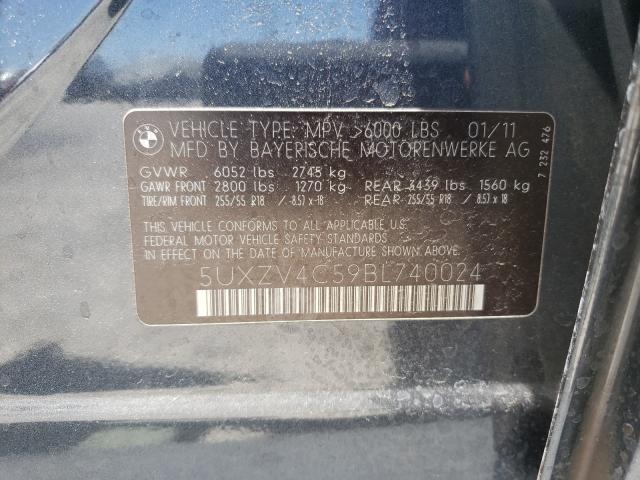 BMW
VEHICLE TYPE: MPV >6000 LBS 01/11
MFD BY BAYERISCHE MOTORENWERKE AG
GVWR 6052 lbs 2745 kg
GAWR FRONT 2800 lbs 1270 kg REAR 3439 lbs 1560 kg
TIRE/RIM FRONT 255/55 R18 / 8.5J x 18 REAR 255/55 R18 / 8.5J x 18
THIS VEHICLE CONFORMS TO ALL APPLICABLE U.S.
FEDERAL MOTOR VEHICLE SAFETY STANDARDS
IN EFFECT ON THE DATE OF MANUFACTURE SHOWN ABOVE.
5UXZV4C59BL740024
7 232 476